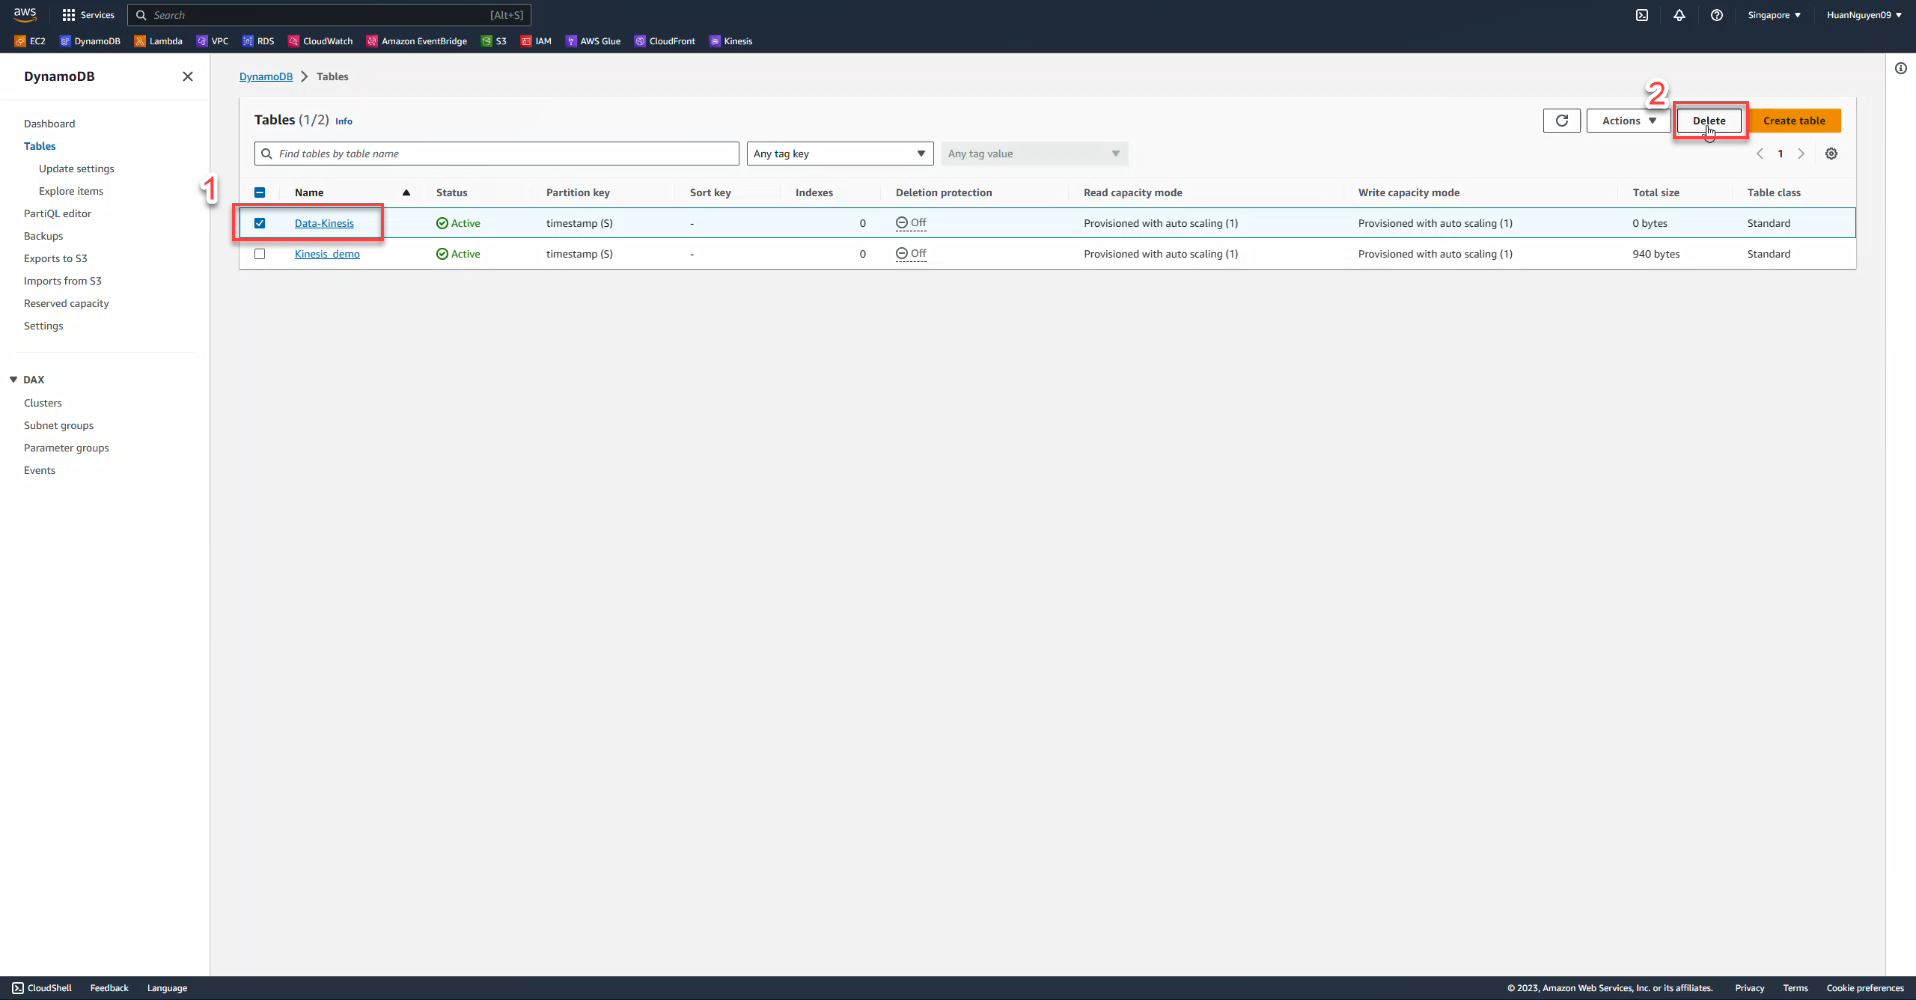 aws
Services
Search
[Alt+S]
Singapore
HuanNguyen09
EC2
DynamoDB
Lambda
VPC
RDS
CloudWatch
Amazon EventBridge
S3
IAM
AWS Glue
CloudFront
Kinesis
DynamoDB
Dashboard
Tables
Update settings
Explore items
PartiQL editor
Backups
Exports to S3
Imports from S3
Reserved capacity
Settings
DAX
Clusters
Subnet groups
Parameter groups
Events
DynamoDB > Tables
Tables (1/2) Info
Actions
2
Delete
Create table
Find tables by table name
Any tag key
Any tag value
1
1
Name Status Partition key Sort key Indexes Deletion protection Read capacity mode Write capacity mode Total size Table class
Data-Kinesis Active timestamp (S) - 0 Off Provisioned with auto scaling (1) Provisioned with auto scaling (1) 0 bytes Standard
Kinesis_demo Active timestamp (S) - 0 Off Provisioned with auto scaling (1) Provisioned with auto scaling (1) 940 bytes Standard
CloudShell Feedback Language
© 2023, Amazon Web Services, Inc. or its affiliates. Privacy Terms Cookie preferences